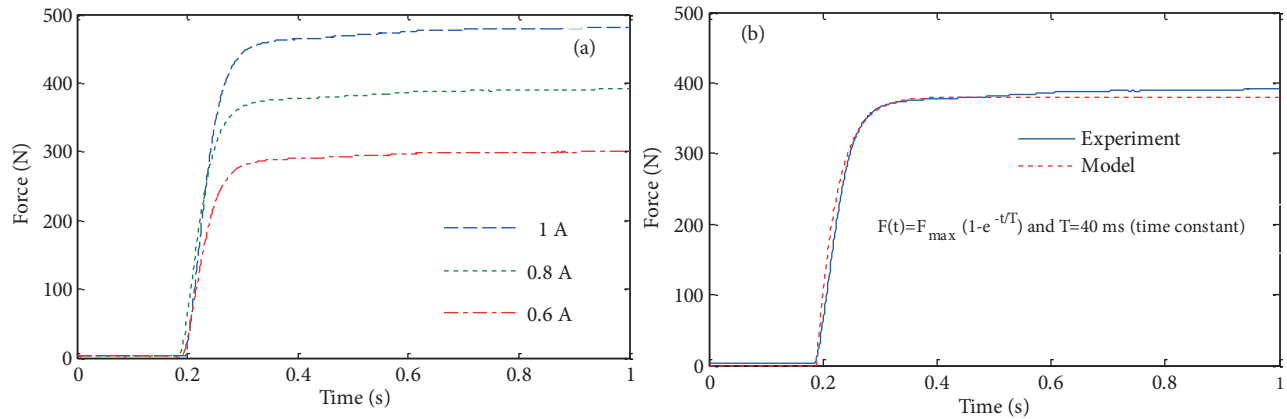 500
400
300
200
100
0
0
0.2
0.4
0.6
0.8
1
Force (N)
Time (s)
(a)
1 A
0.8 A
0.6 A
500
400
300
200
100
0
0
0.2
0.4
0.6
0.8
1
Force (N)
Time (s)
(b)
Experiment
Model
F(t)=Fmax (1-e-t/T) and T=40 ms (time constant)